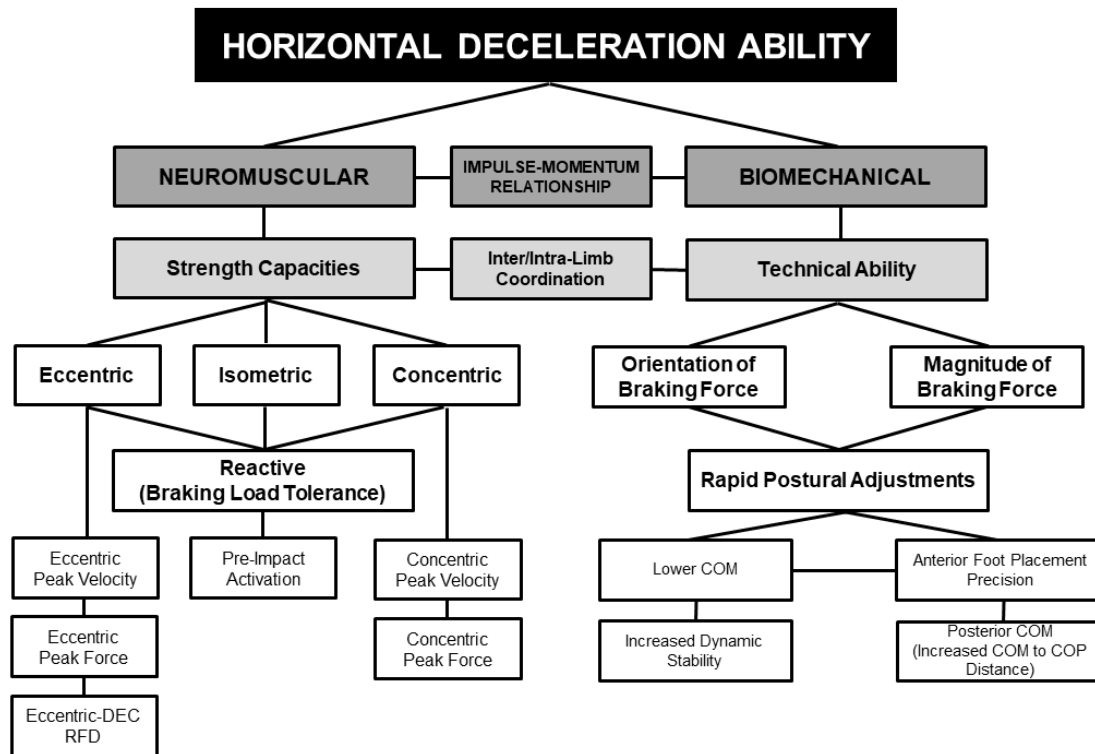 HORIZONTAL DECELERATION ABILITY
NEUROMUSCULAR
IMPULSE-MOMENTUM
RELATIONSHIP
BIOMECHANICAL
Strength Capacities
Inter/Intra-Limb
Coordination
Technical Ability
Eccentric
Isometric
Concentric
Orientation of
Braking Force
Magnitude of
Braking Force
Reactive
(Braking Load Tolerance)
Rapid Postural Adjustments
Eccentric
Peak Velocity
Pre-Impact
Activation
Concentric
Peak Velocity
Lower COM
Anterior Foot Placement
Precision
Eccentric
Peak Force
Concentric
Peak Force
Increased Dynamic
Stability
Posterior COM
(Increased COM to COP
Distance)
Eccentric-DEC
RFD